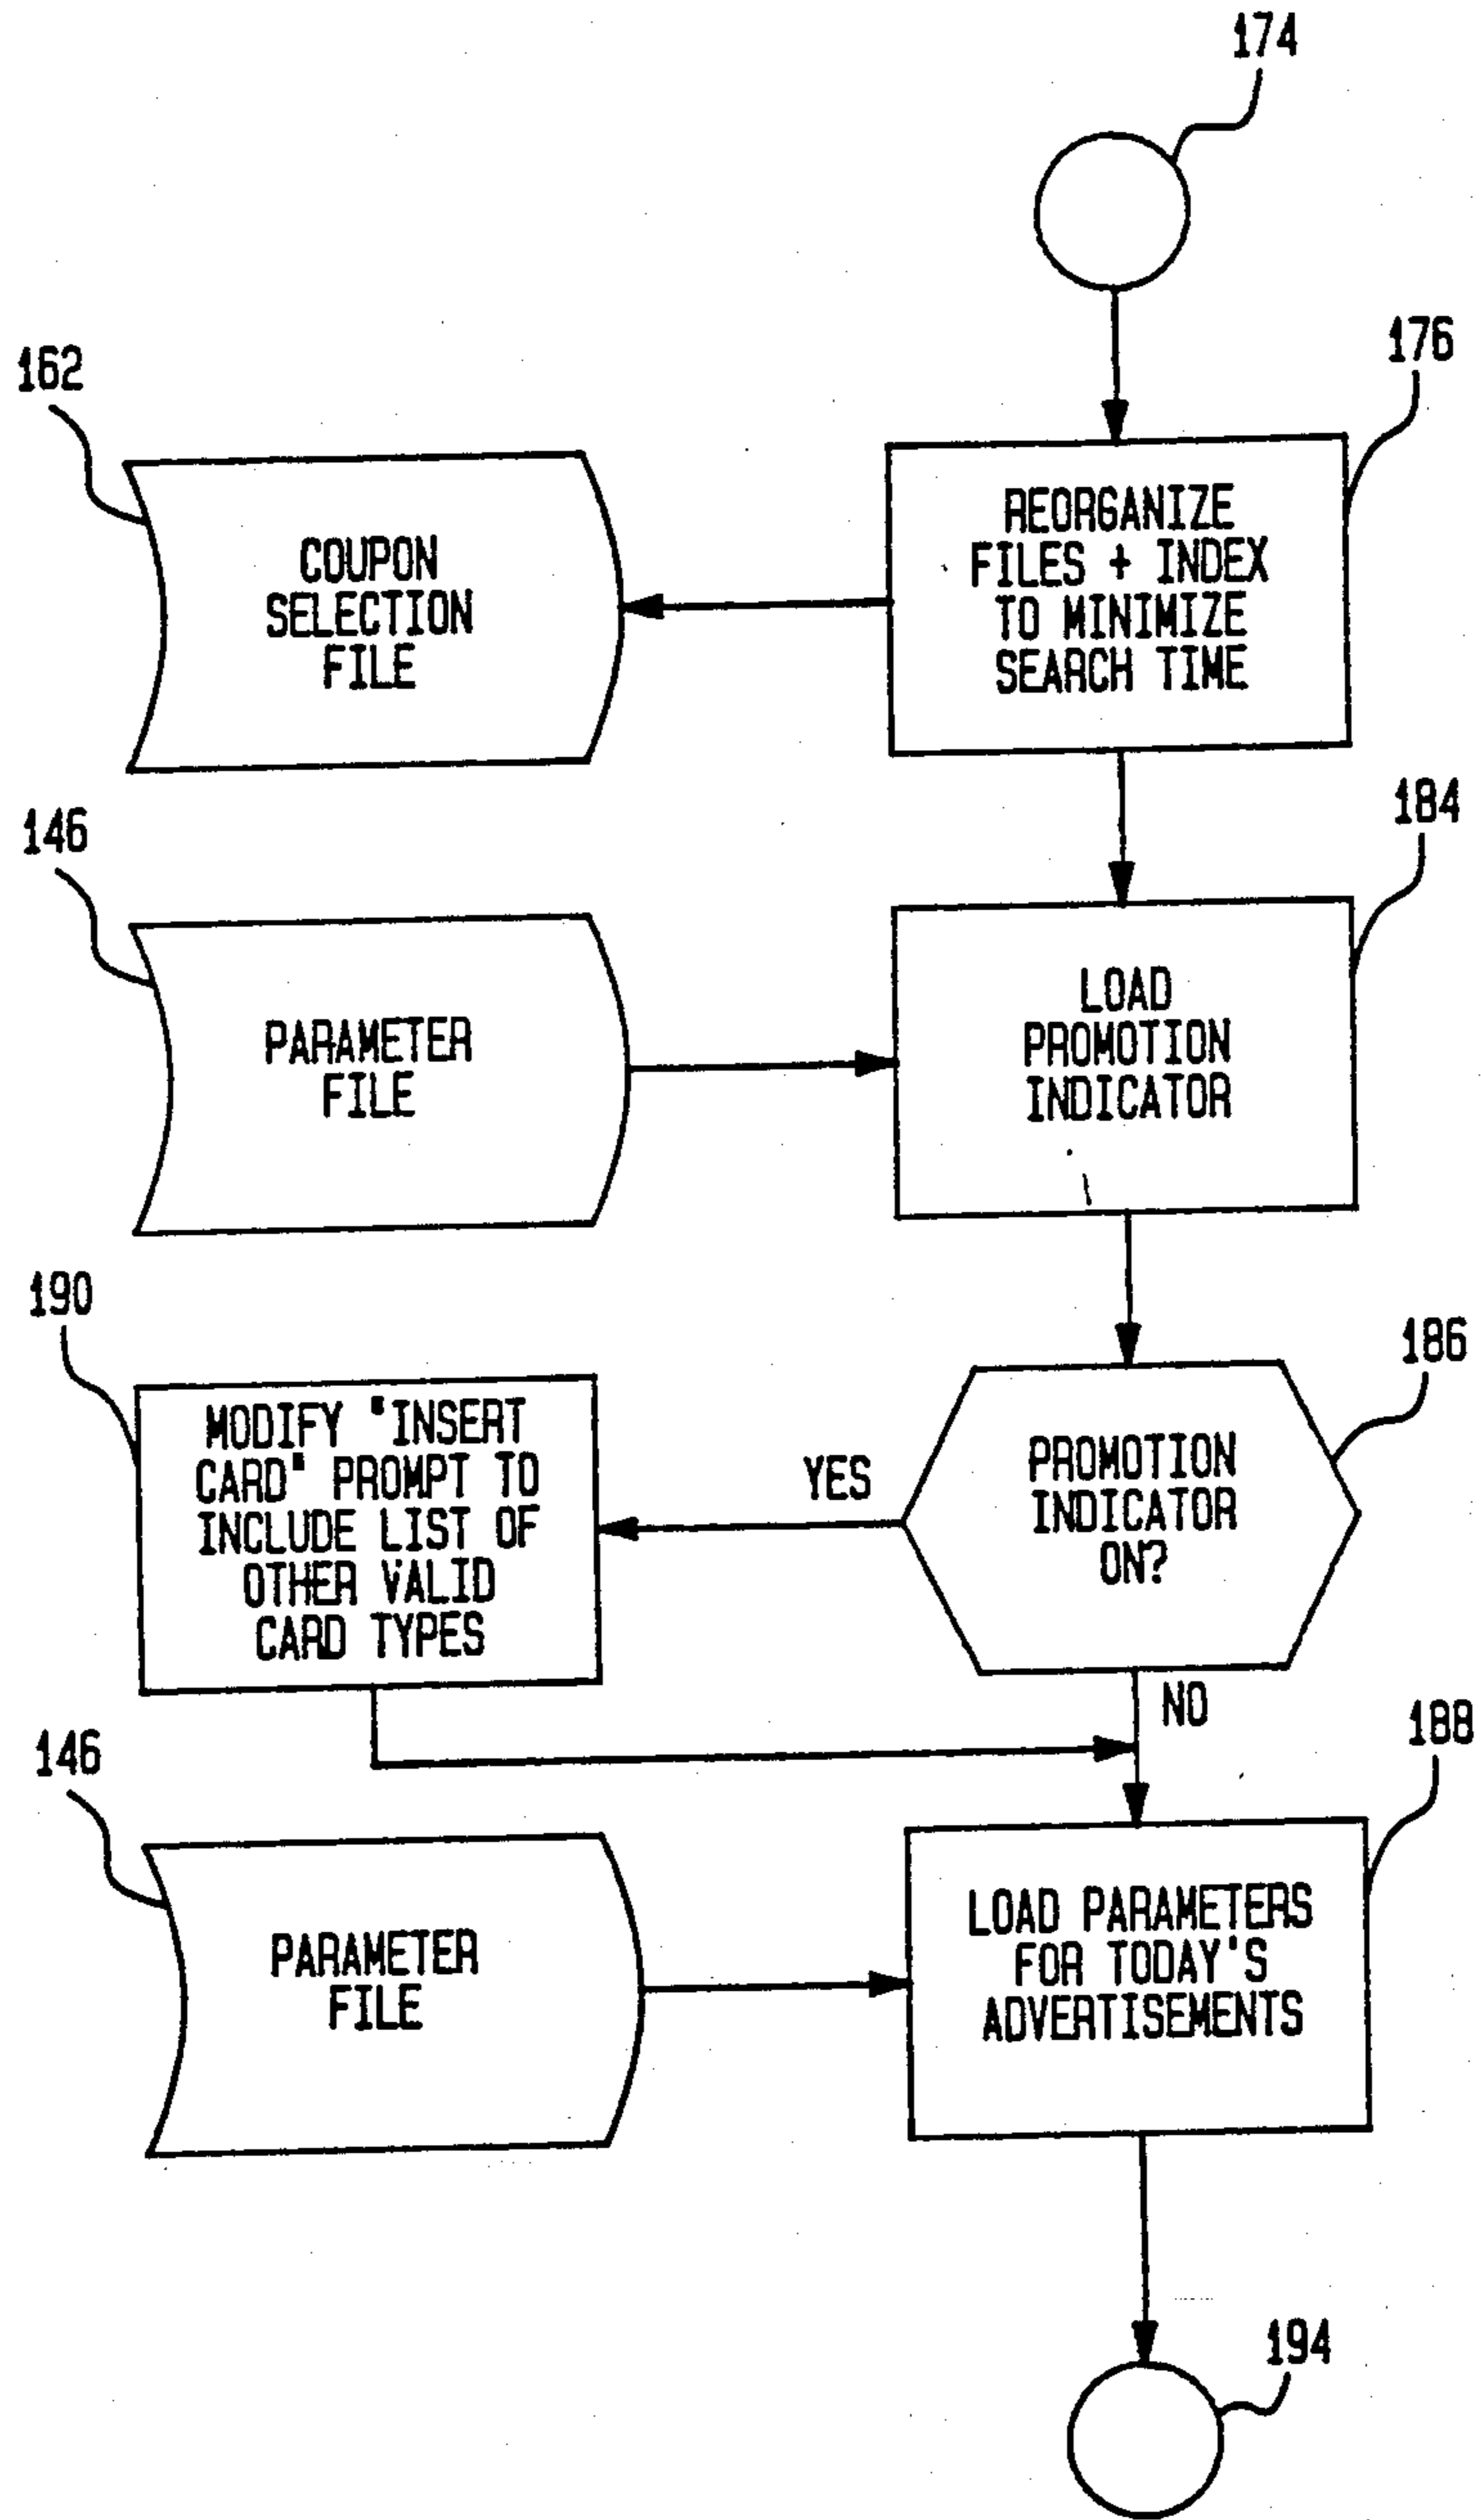 174
162
176
COUPON
SELECTION
FILE
REORGANIZE
FILES + INDEX
TO MINIMIZE
SEARCH TIME
146
184
PARAMETER
FILE
LOAD
PROMOTION
INDICATOR
190
186
MODIFY "INSERT
CARD" PROMPT TO
INCLUDE LIST OF
OTHER VALID
CARD TYPES
YES
PROMOTION
INDICATOR
ON?
NO
146
188
PARAMETER
FILE
LOAD PARAMETERS
FOR TODAY'S
ADVERTISEMENTS
194